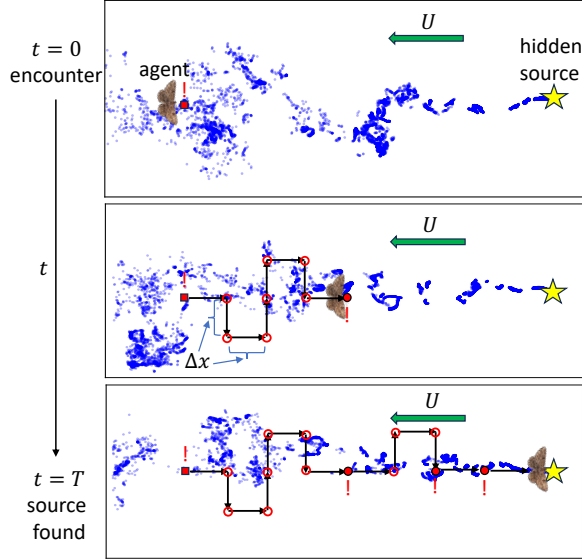 t = 0
encounter
agent
!
U
hidden
source
t
U
!
!
Δx
U
!
t = T
source
found
! ! !